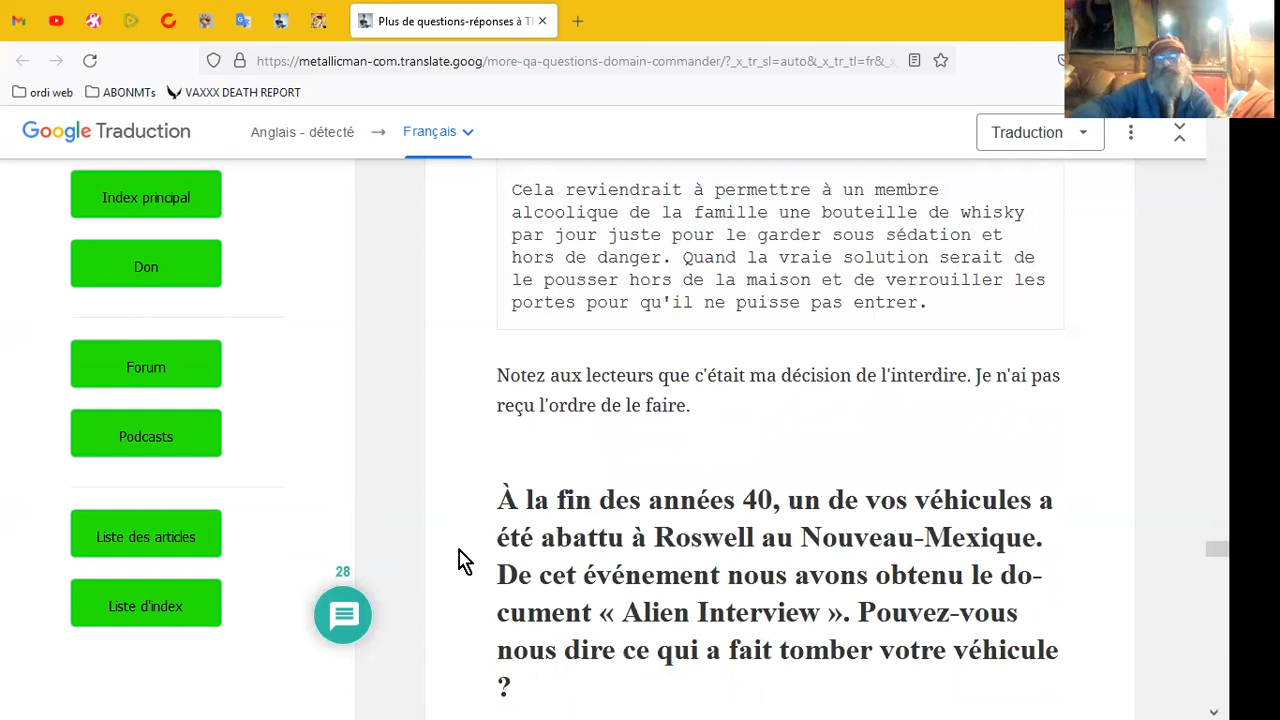 Plus de questions-réponses à Tl
https://metallicman-com.translate.goog/more-qa-questions-domain-commander/?_x_tr_sl=auto&_x_tr_tl=fr&_x_
ordi web
ABONMTs
VAXXX DEATH REPORT
Google Traduction
Anglais - détecté
Français
Traduction
Index principal
Don
Forum
Podcasts
Liste des articles
Liste d'index
28
Cela reviendrait à permettre à un membre
alcoolique de la famille une bouteille de whisky
par jour juste pour le garder sous sédation et
hors de danger. Quand la vraie solution serait de
le pousser hors de la maison et de verrouiller les
portes pour qu'il ne puisse pas entrer.
Notez aux lecteurs que c'était ma décision de l'interdire. Je n'ai pas
reçu l'ordre de le faire.
À la fin des années 40, un de vos véhicules a
été abattu à Roswell au Nouveau-Mexique.
De cet événement nous avons obtenu le do-
cument « Alien Interview ». Pouvez-vous
nous dire ce qui a fait tomber votre véhicule
?